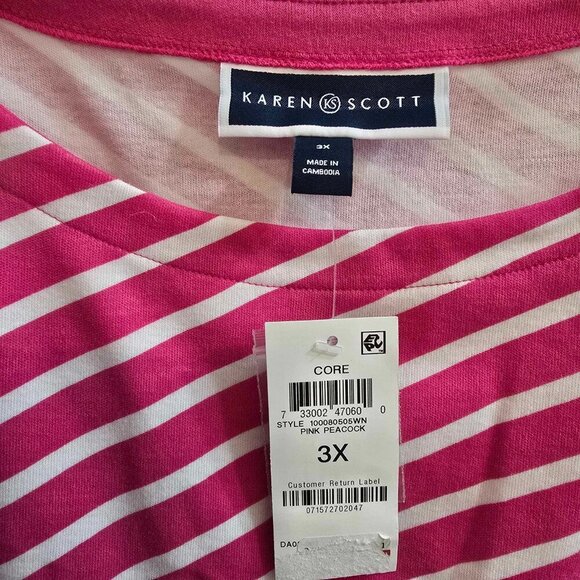 KAREN KS SCOTT
3X
MADE IN
CAMBODIA
CORE
7 33002 47060 0
STYLE 100080505WN
PINK PEACOCK
3X
Customer Return Label
071572702047